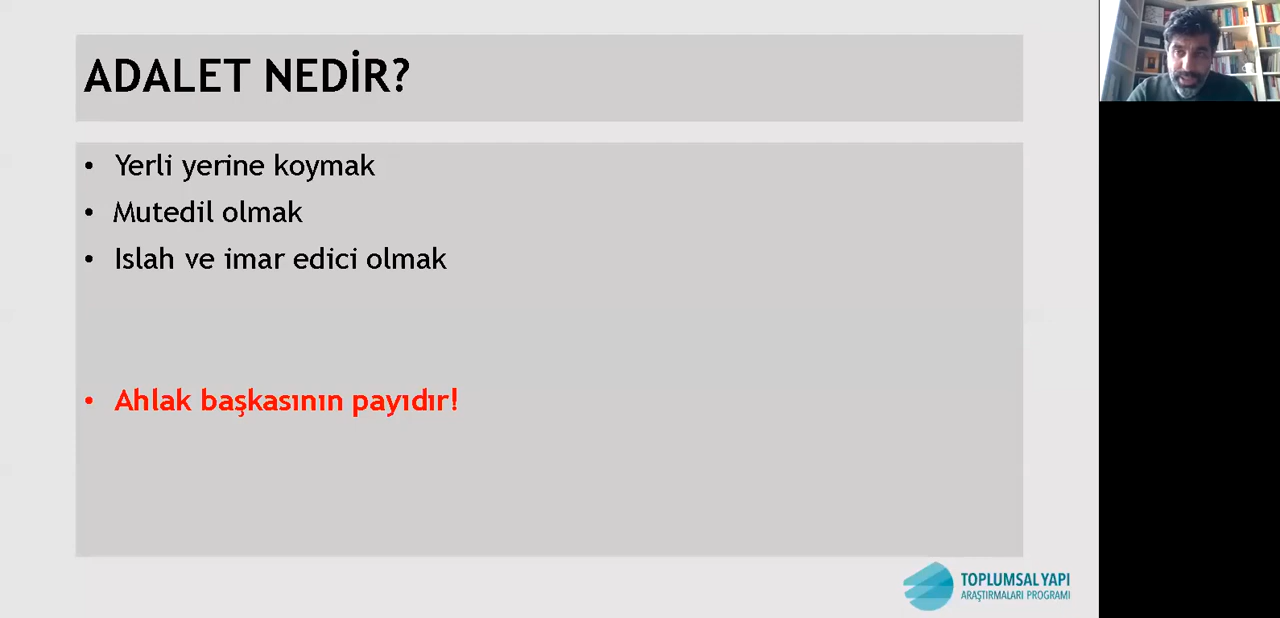 ADALET NEDİR?
• Yerli yerine koymak
• Mutedil olmak
• Islah ve imar edici olmak
• Ahlak başkasının payıdır!
TOPLUMSAL YAPI
ARAŞTIRMALARI PROGRAMI